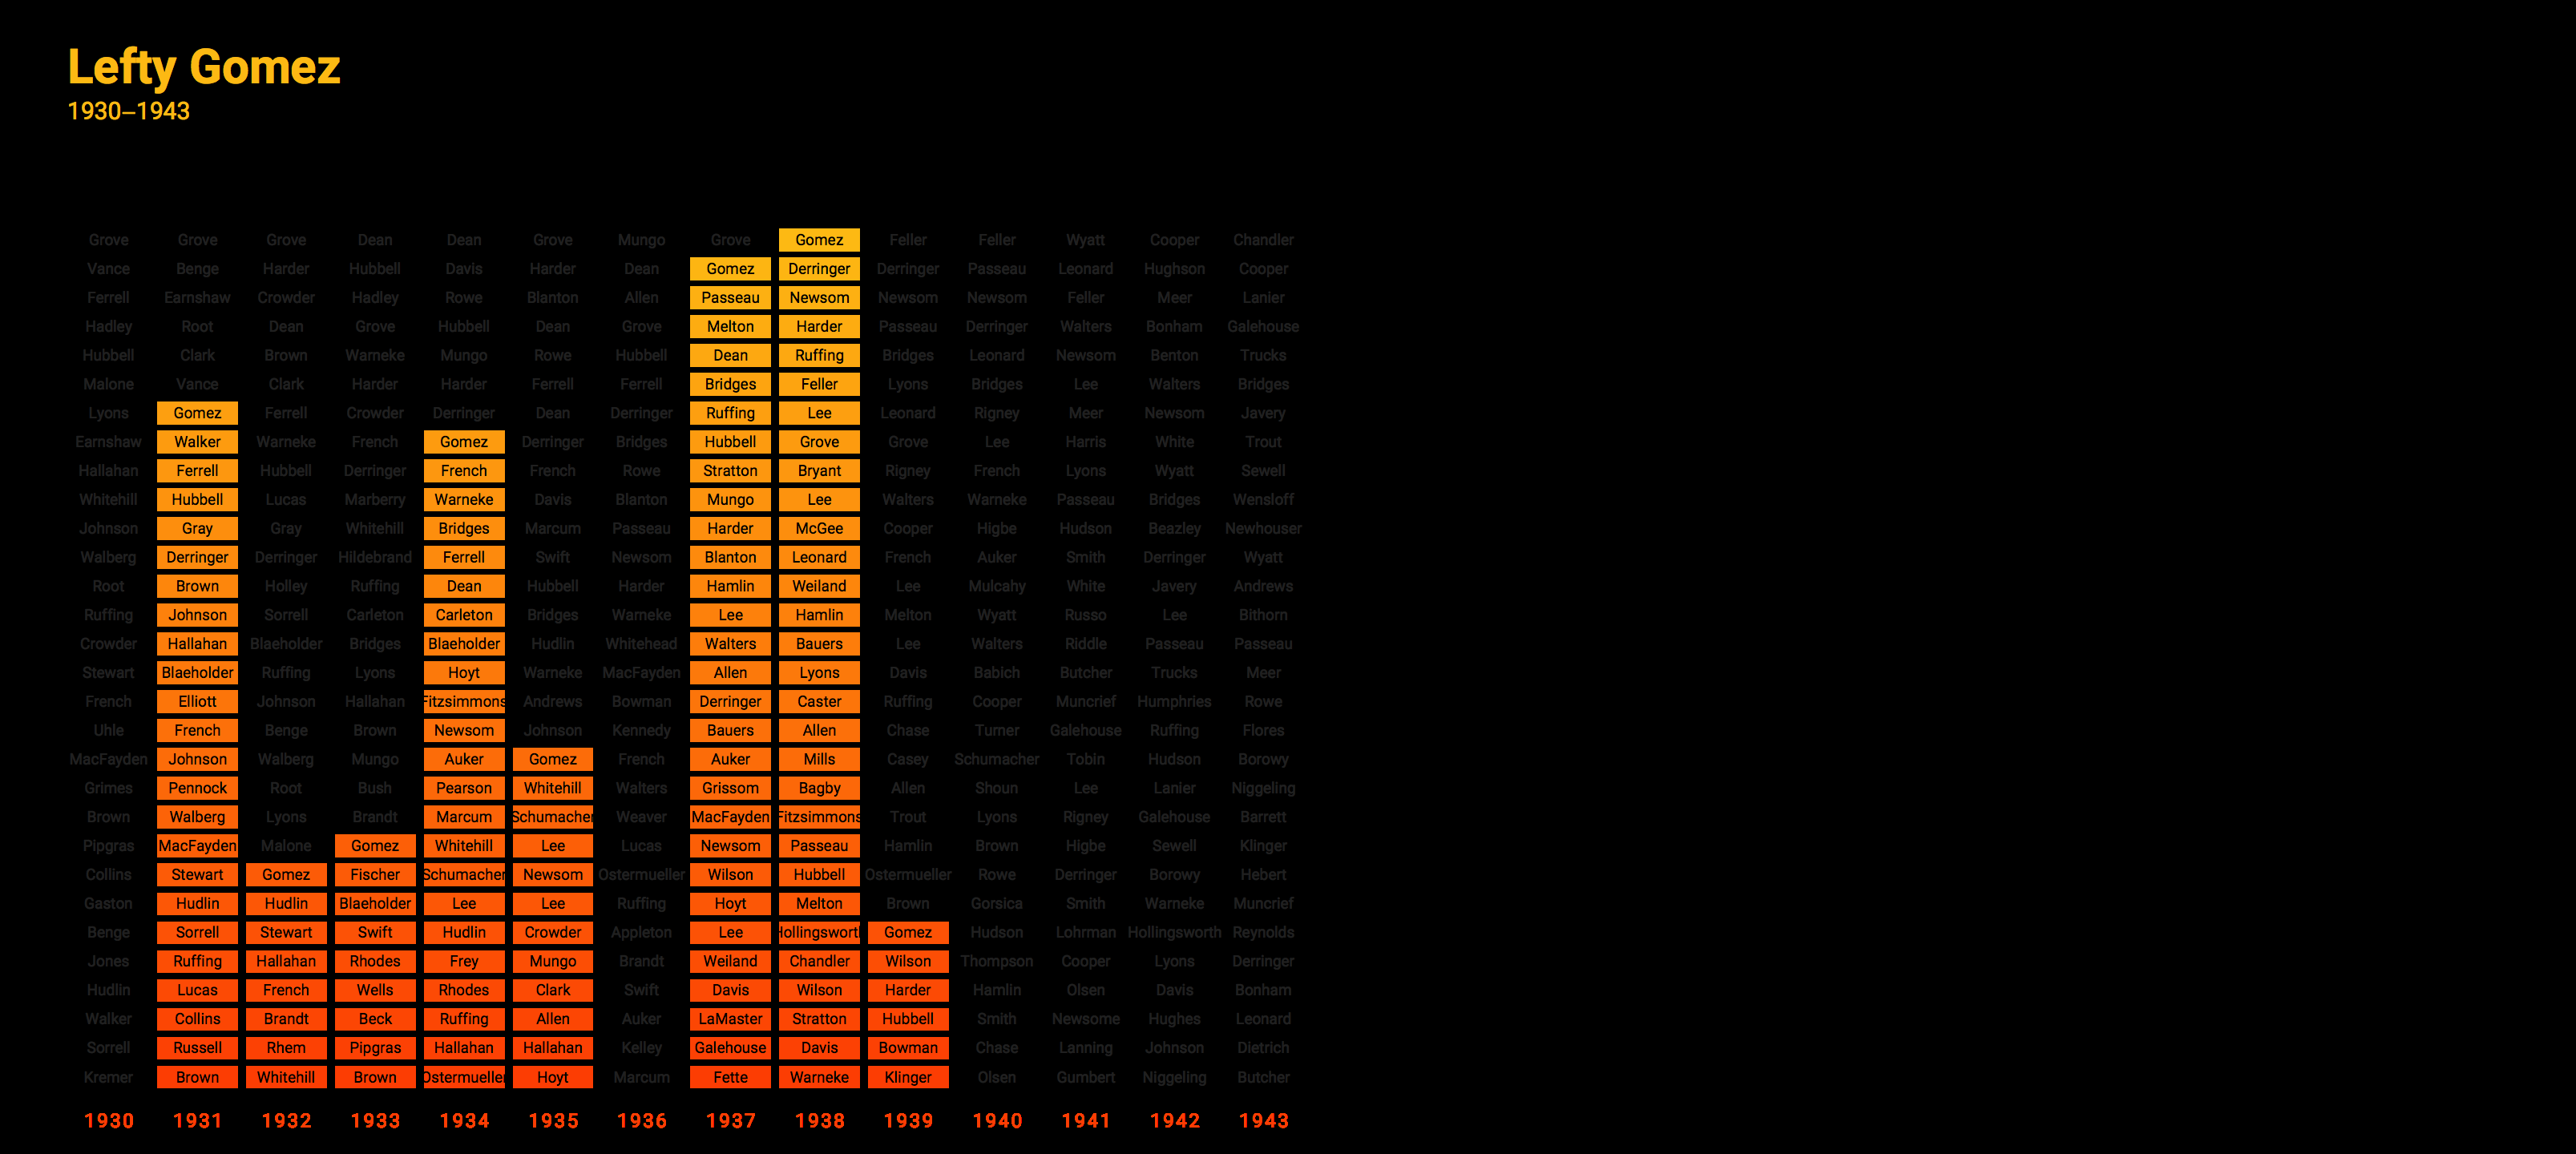 Lefty Gomez
1930–1943
Grove Grove Grove Dean Dean Grove Mungo Grove Gomez Feller Feller Wyatt Cooper Chandler
Vance Benge Harder Hubbell Davis Harder Dean Gomez Derringer Derringer Passeau Leonard Hughson Cooper
Ferrell Earnshaw Crowder Hadley Rowe Blanton Allen Passeau Newsom Newsom Newsom Feller Meer Lanier
Hadley Root Dean Grove Hubbell Dean Grove Melton Harder Passeau Derringer Walters Bonham Galehouse
Hubbell Clark Brown Warneke Mungo Rowe Hubbell Dean Ruffing Bridges Leonard Newsom Benton Trucks
Malone Vance Clark Harder Harder Ferrell Ferrell Bridges Feller Lyons Bridges Lee Walters Bridges
Lyons Gomez Ferrell Crowder Derringer Dean Derringer Ruffing Lee Leonard Rigney Meer Newsom Javery
Earnshaw Walker Warneke French Gomez Derringer Bridges Hubbell Grove Grove Lee Harris White Trout
Hallahan Ferrell Hubbell Derringer French French Rowe Stratton Bryant Rigney French Lyons Wyatt Sewell
Whitehill Hubbell Lucas Marberry Warneke Davis Blanton Mungo Lee Walters Warneke Passeau Bridges Wensloff
Johnson Gray Gray Whitehill Bridges Marcum Passeau Harder McGee Cooper Higbe Hudson Beazley Newhouser
Walberg Derringer Derringer Hildebrand Ferrell Swift Newsom Blanton Leonard French Auker Smith Derringer Wyatt
Root Brown Holley Ruffing Dean Hubbell Harder Hamlin Weiland Lee Mulcahy White Javery Andrews
Ruffing Johnson Sorrell Carleton Carleton Bridges Warneke Lee Hamlin Melton Wyatt Russo Lee Bithorn
Crowder Hallahan Blaeholder Bridges Blaeholder Hudlin Whitehead Walters Bauers Lee Walters Riddle Passeau Passeau
Stewart Blaeholder Ruffing Lyons Hoyt Warneke MacFayden Allen Lyons Davis Babich Butcher Trucks Meer
French Elliott Johnson Hallahan Fitzsimmons Andrews Bowman Derringer Caster Ruffing Cooper Muncrief Humphries Rowe
Uhle French Benge Brown Newsom Johnson Kennedy Bauers Allen Chase Turner Galehouse Ruffing Flores
MacFayden Johnson Walberg Mungo Auker Gomez French Auker Mills Casey Schumacher Tobin Hudson Borowy
Grimes Pennock Root Bush Pearson Whitehill Walters Grissom Bagby Allen Shoun Lee Lanier Niggeling
Brown Walberg Lyons Brandt Marcum Schumacher Weaver MacFayden Fitzsimmons Trout Lyons Rigney Galehouse Barrett
Pipgras MacFayden Malone Gomez Whitehill Lee Lucas Newsom Passeau Hamlin Brown Higbe Sewell Klinger
Collins Stewart Gomez Fischer Schumacher Newsom Ostermueller Wilson Hubbell Ostermueller Rowe Derringer Borowy Hebert
Gaston Hudlin Hudlin Blaeholder Lee Lee Ruffing Hoyt Melton Brown Gorsica Smith Warneke Muncrief
Benge Sorrell Stewart Swift Hudlin Crowder Appleton Lee Hollingsworth Gomez Hudson Lohrman Hollingsworth Reynolds
Jones Ruffing Hallahan Rhodes Frey Mungo Brandt Weiland Chandler Wilson Thompson Cooper Lyons Derringer
Hudlin Lucas French Wells Rhodes Clark Swift Davis Wilson Harder Hamlin Olsen Davis Bonham
Walker Collins Brandt Beck Ruffing Allen Auker LaMaster Stratton Hubbell Smith Newsome Hughes Leonard
Sorrell Russell Rhem Pipgras Hallahan Hallahan Kelley Galehouse Davis Bowman Chase Lanning Johnson Dietrich
Kremer Brown Whitehill Brown Ostermueller Hoyt Marcum Fette Warneke Klinger Olsen Gumbert Niggeling Butcher
1930 1931 1932 1933 1934 1935 1936 1937 1938 1939 1940 1941 1942 1943